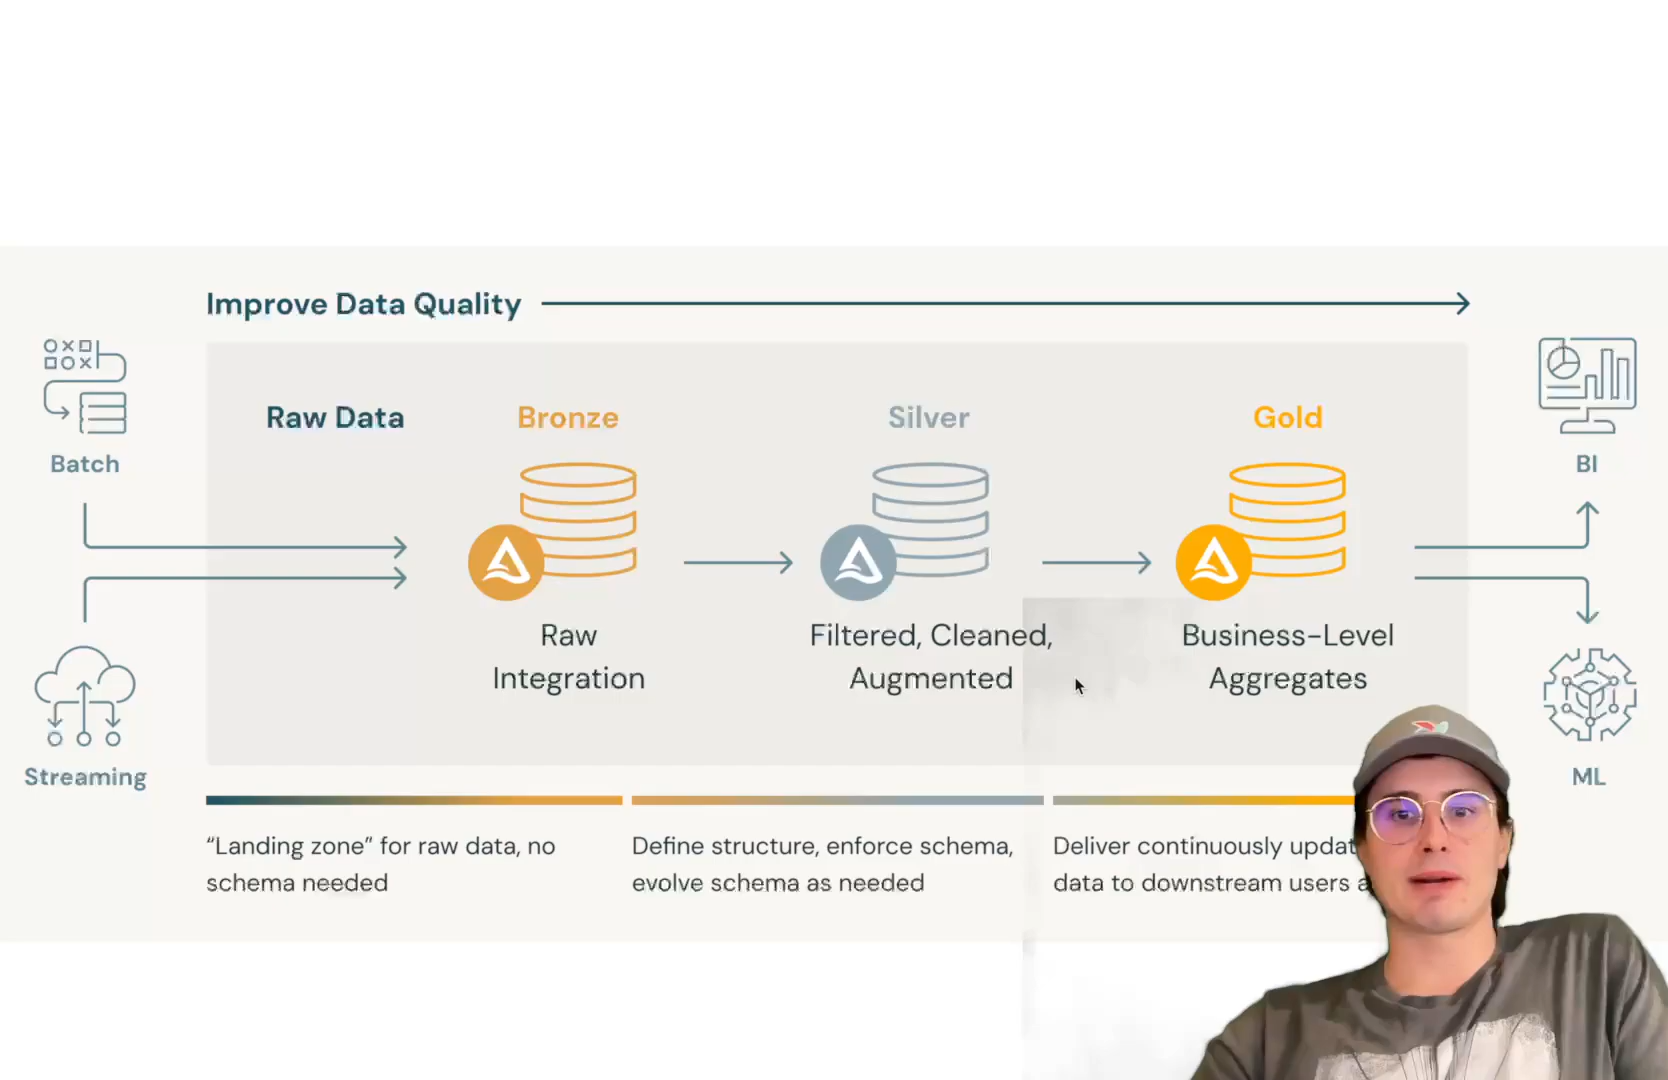 Improve Data Quality
Raw Data
Bronze
Silver
Gold
Batch
BI
Raw
Integration
Filtered, Cleaned,
Augmented
Business-Level
Aggregates
Streaming
ML
“Landing zone” for raw data, no
schema needed
Define structure, enforce schema,
evolve schema as needed
Deliver continuously
data to downstream users